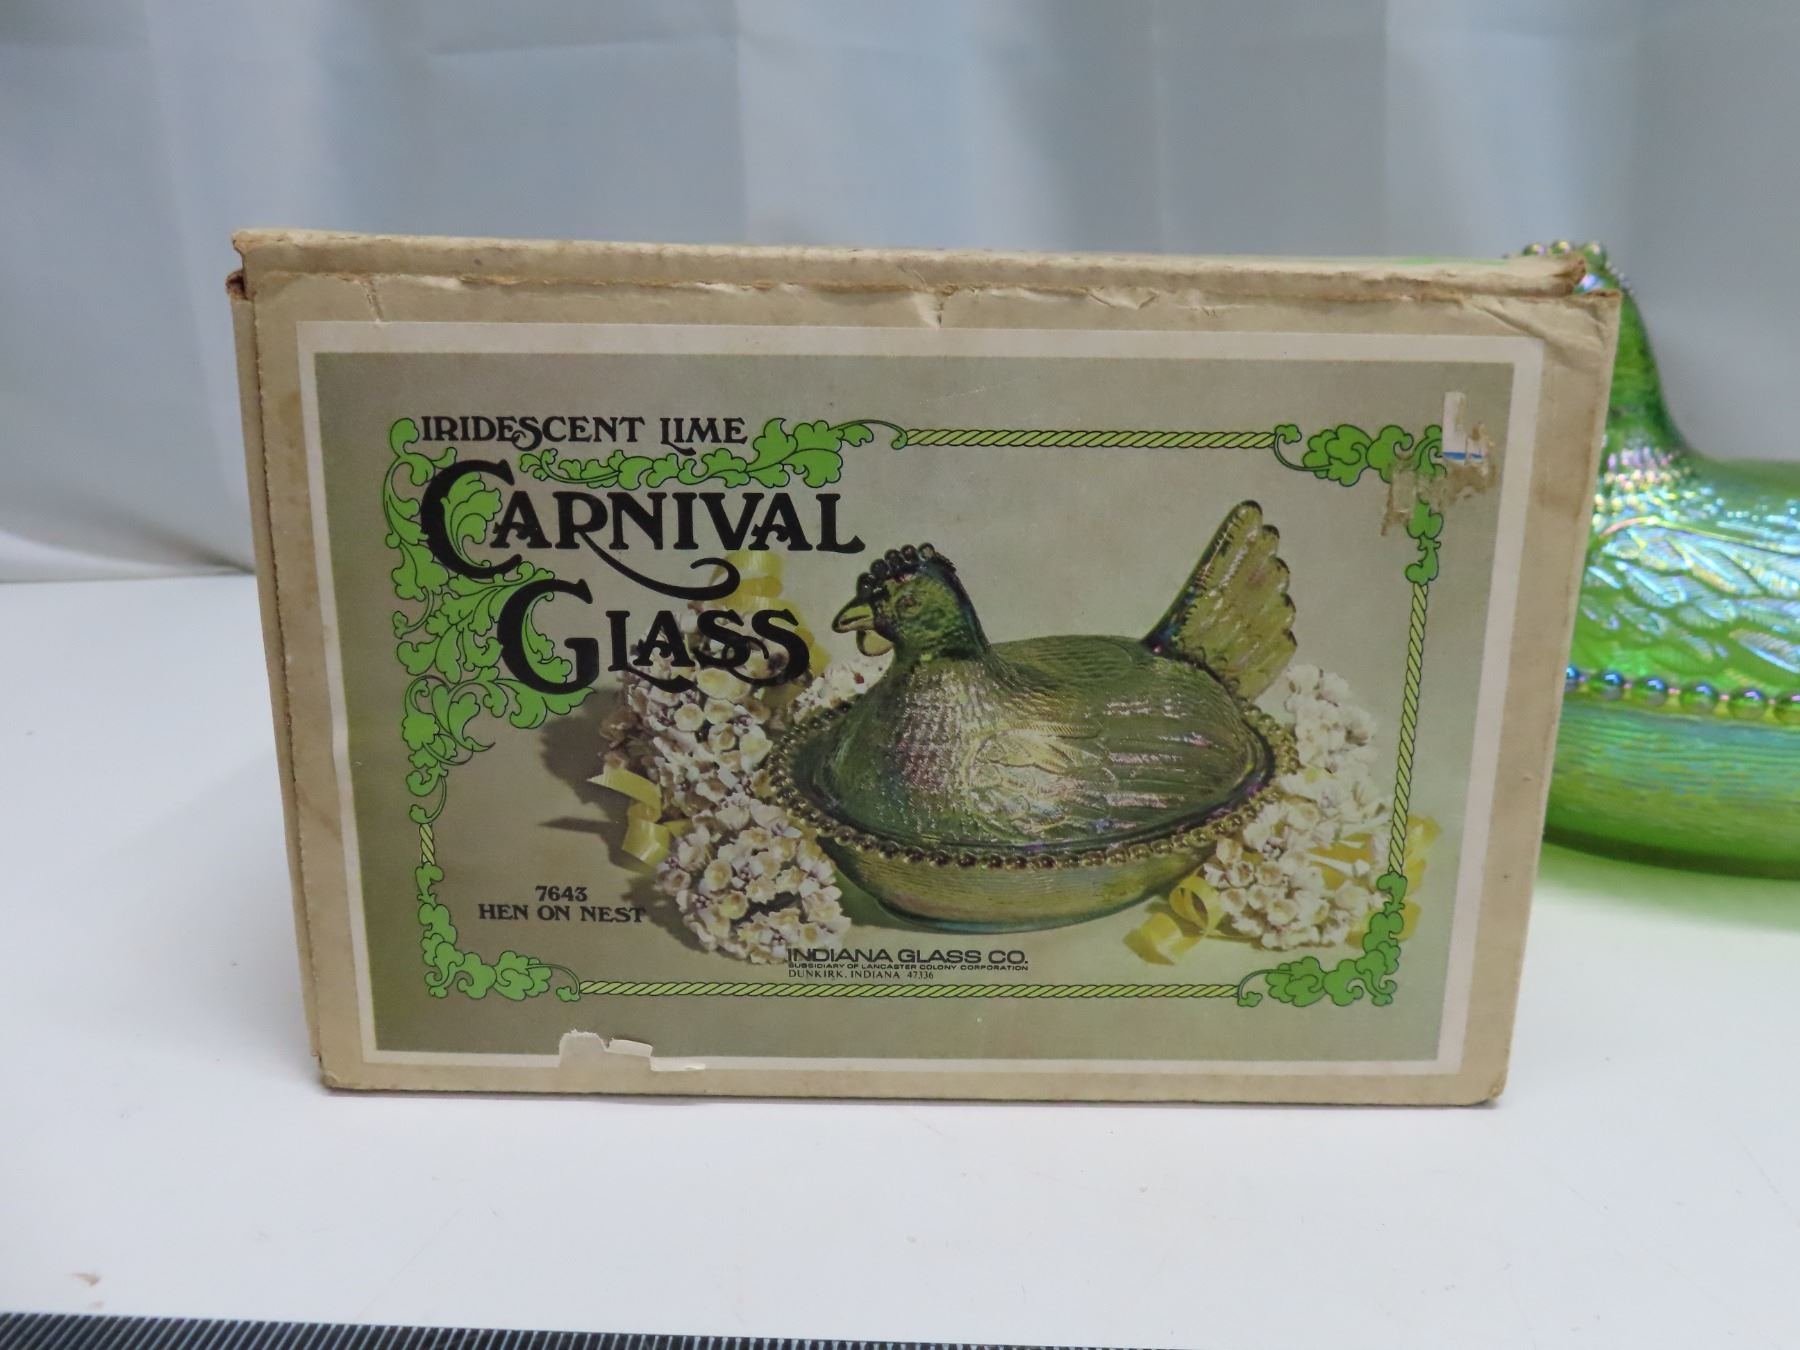 IRIDESCENT LIME
CARNIVAL
GLASS
7643
HEN ON NEST
INDIANA GLASS CO.
SUBSIDIARY OF LANCASTER COLONY CORPORATION
DUNKIRK, INDIANA 47336